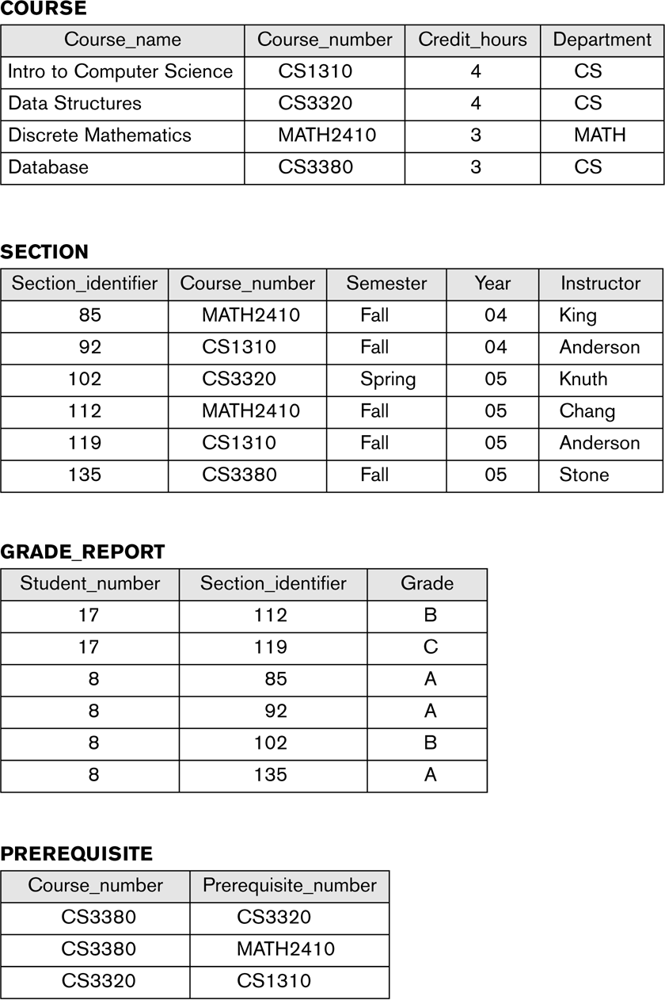 COURSE
Course_name Course_number Credit_hours Department
Intro to Computer Science CS1310 4 CS
Data Structures CS3320 4 CS
Discrete Mathematics MATH2410 3 MATH
Database CS3380 3 CS
SECTION
Section_identifier Course_number Semester Year Instructor
85 MATH2410 Fall 04 King
92 CS1310 Fall 04 Anderson
102 CS3320 Spring 05 Knuth
112 MATH2410 Fall 05 Chang
119 CS1310 Fall 05 Anderson
135 CS3380 Fall 05 Stone
GRADE_REPORT
Student_number Section_identifier Grade
17 112 B
17 119 C
8 85 A
8 92 A
8 102 B
8 135 A
PREREQUISITE
Course_number Prerequisite_number
CS3380 CS3320
CS3380 MATH2410
CS3320 CS1310